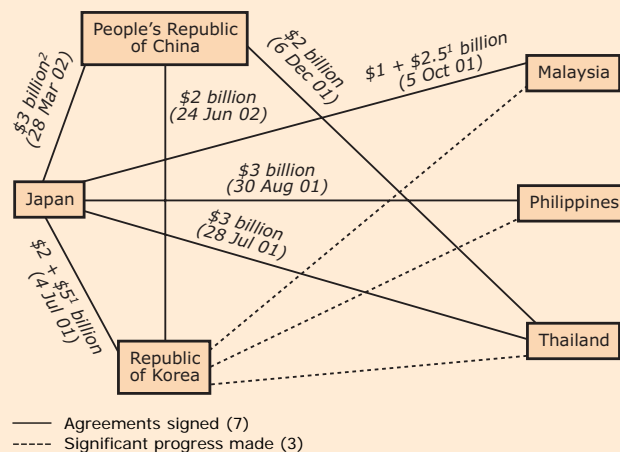 People's Republic
of China
$3 billion²
(28 Mar 02)
$2 billion
(24 Jun 02)
$2 billion
(6 Dec 01)
$1 + $2.5¹ billion
(5 Oct 01)
Malaysia
Japan
$3 billion
(30 Aug 01)
Philippines
$3 billion
(28 Jul 01)
$2 + $5¹ billion
(4 Jul 01)
Republic
of Korea
Thailand
Agreements signed (7)
Significant progress made (3)